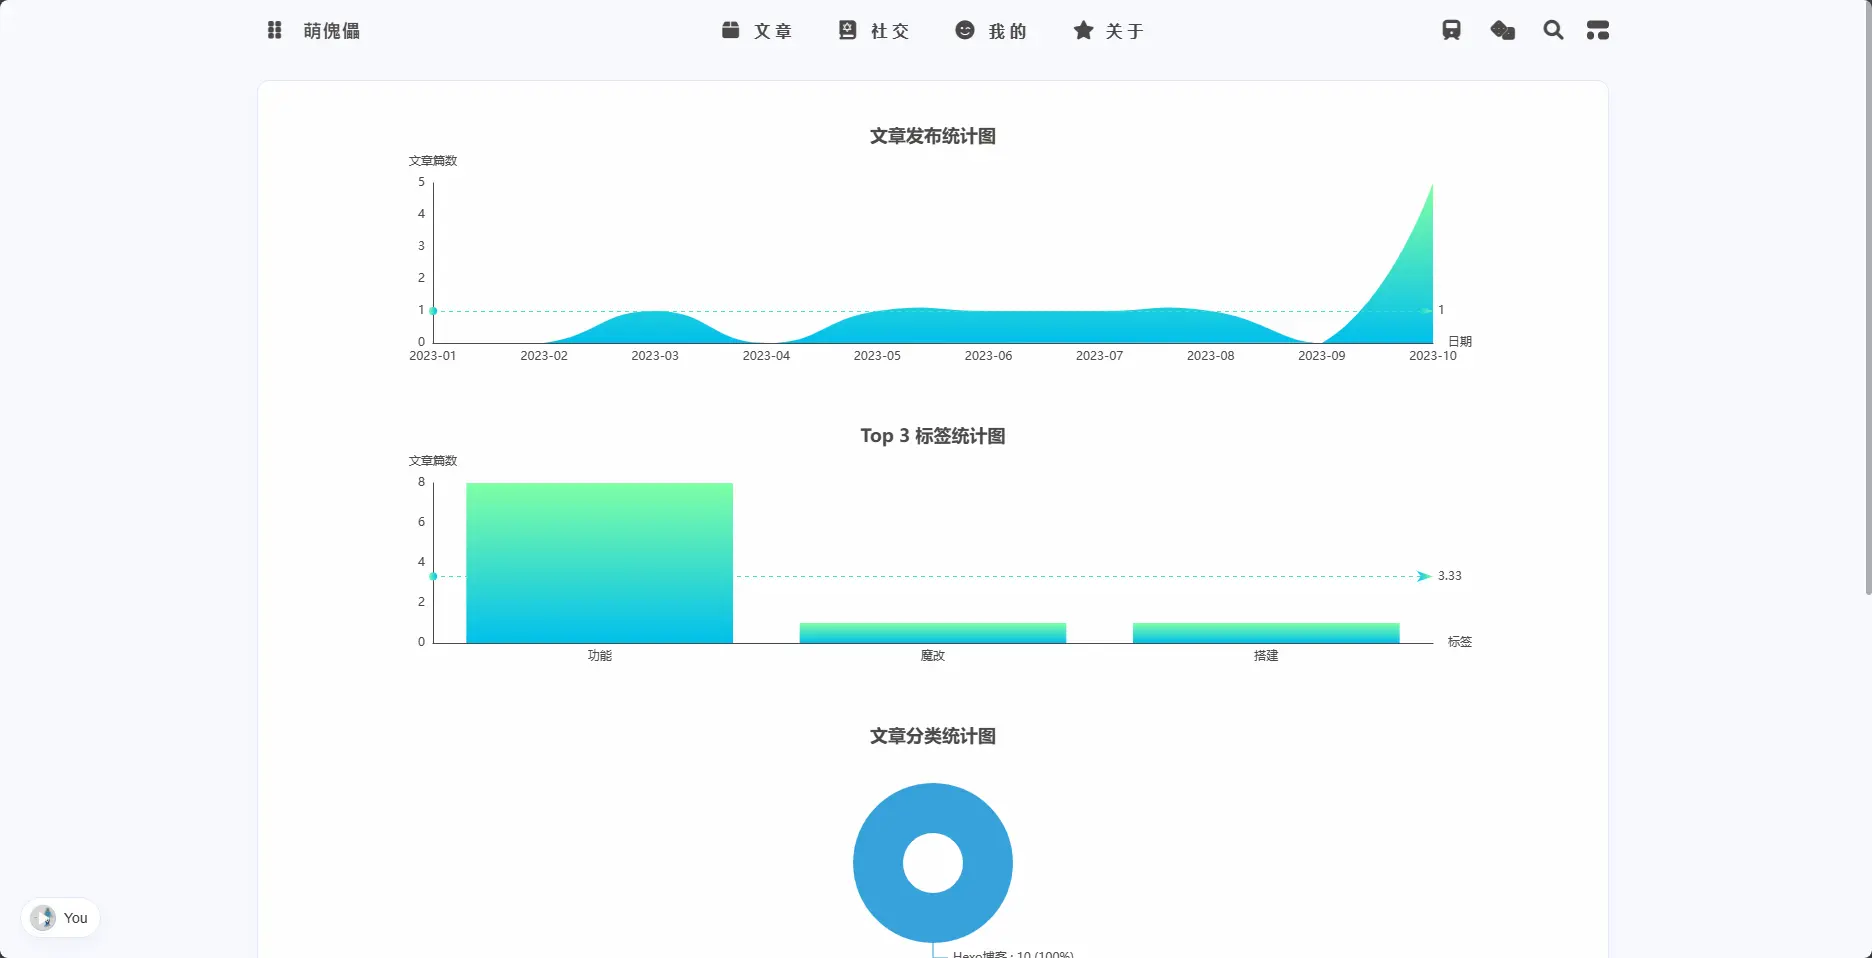 萌傀儡 文章 社交 我的 关于
文章发布统计图
文章篇数
5
4
3
2
1 1
0 日期
2023-01 2023-02 2023-03 2023-04 2023-05 2023-06 2023-07 2023-08 2023-09 2023-10
Top 3 标签统计图
文章篇数
8
6
4
3.33
2
0 标签
功能 魔改 搭建
文章分类统计图
You
Hexo博客 : 10 (100%)